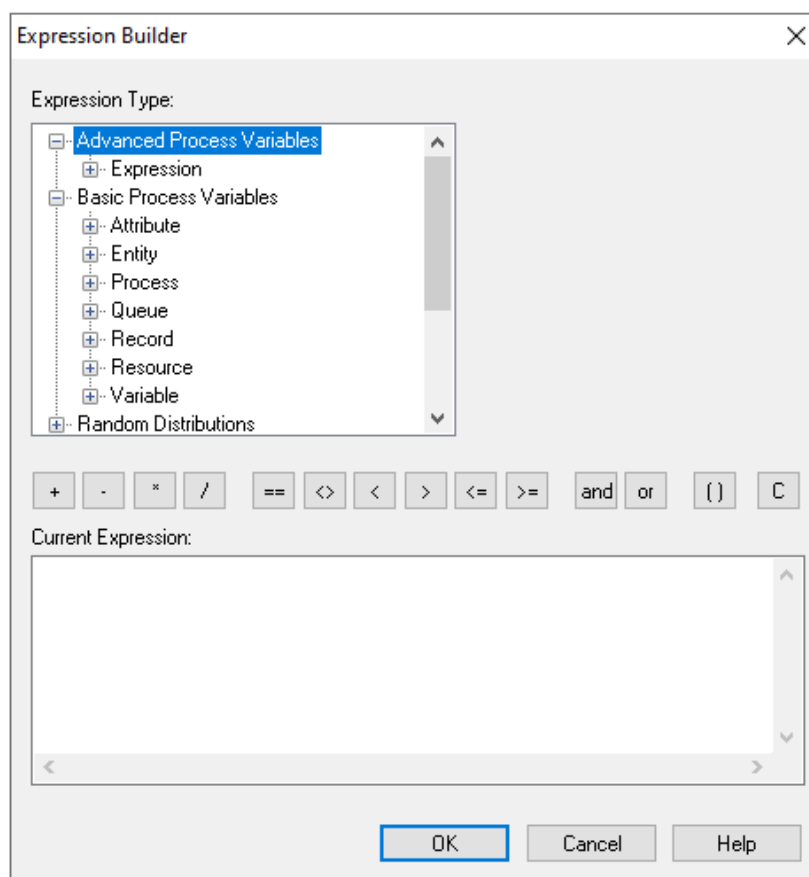 Expression Builder
Expression Type:
Advanced Process Variables
Expression
Basic Process Variables
Attribute
Entity
Process
Queue
Record
Resource
Variable
Random Distributions
+ - * / == <> < > <= >= and or ( ) C
Current Expression:
OK Cancel Help